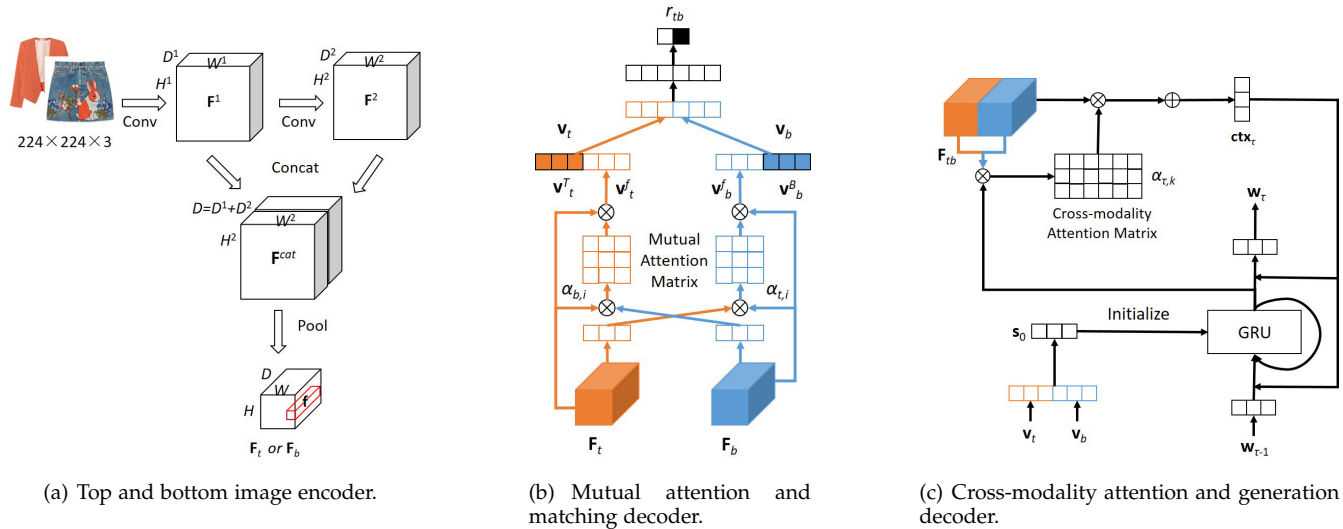 D¹
W¹
H¹
F¹
Conv
224×224×3
D²
W²
H²
F²
Conv
Concat
D=D¹+D²
W²
H²
F^cat
Pool
D
W
H
f
F_t or F_b
(a) Top and bottom image encoder.
r_tb
v_t
v_b
v^T_t
v^f_t
v^f_b
v^B_b
Mutual
Attention
Matrix
α_b,i
α_t,i
F_t
F_b
(b) Mutual attention and
matching decoder.
F_tb
ctx_τ
α_τ,k
Cross-modality
Attention Matrix
w_τ
Initialize
s₀
GRU
v_t
v_b
w_τ-1
(c) Cross-modality attention and generation
decoder.